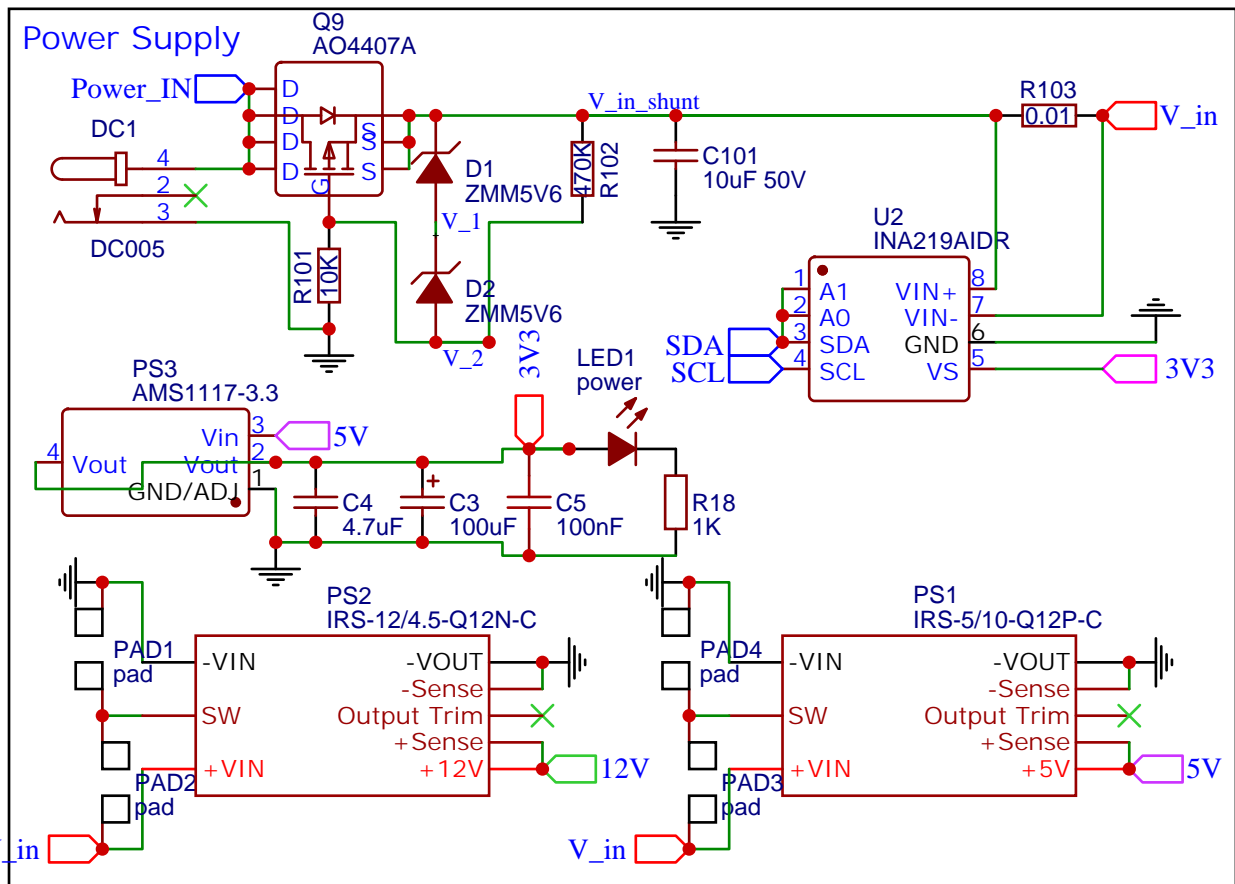 Power Supply
Q9
AO4407A
Power_IN
D
D
D
D
S
S
S
G
DC1
4
2
3
DC005
R101
10K
D1
ZMM5V6
V_1
D2
ZMM5V6
V_2
V_in_shunt
470K
R102
C101
10uF 50V
R103
0.01
V_in
U2
INA219AIDR
1
A1
2
A0
3
SDA
4
SCL
VIN+
8
VIN-
7
GND
6
VS
5
SDA
SCL
3V3
PS3
AMS1117-3.3
4
Vout
Vin
3
Vout
2
GND/ADJ
1
5V
C4
4.7uF
C3
100uF
3V3
C5
100nF
LED1
power
R18
1K
PS2
IRS-12/4.5-Q12N-C
PAD1
pad
PAD2
pad
-VIN
SW
+VIN
-VOUT
-Sense
Output Trim
+Sense
+12V
12V
_in
PS1
IRS-5/10-Q12P-C
PAD4
pad
PAD3
pad
-VIN
SW
+VIN
-VOUT
-Sense
Output Trim
+Sense
+5V
5V
V_in